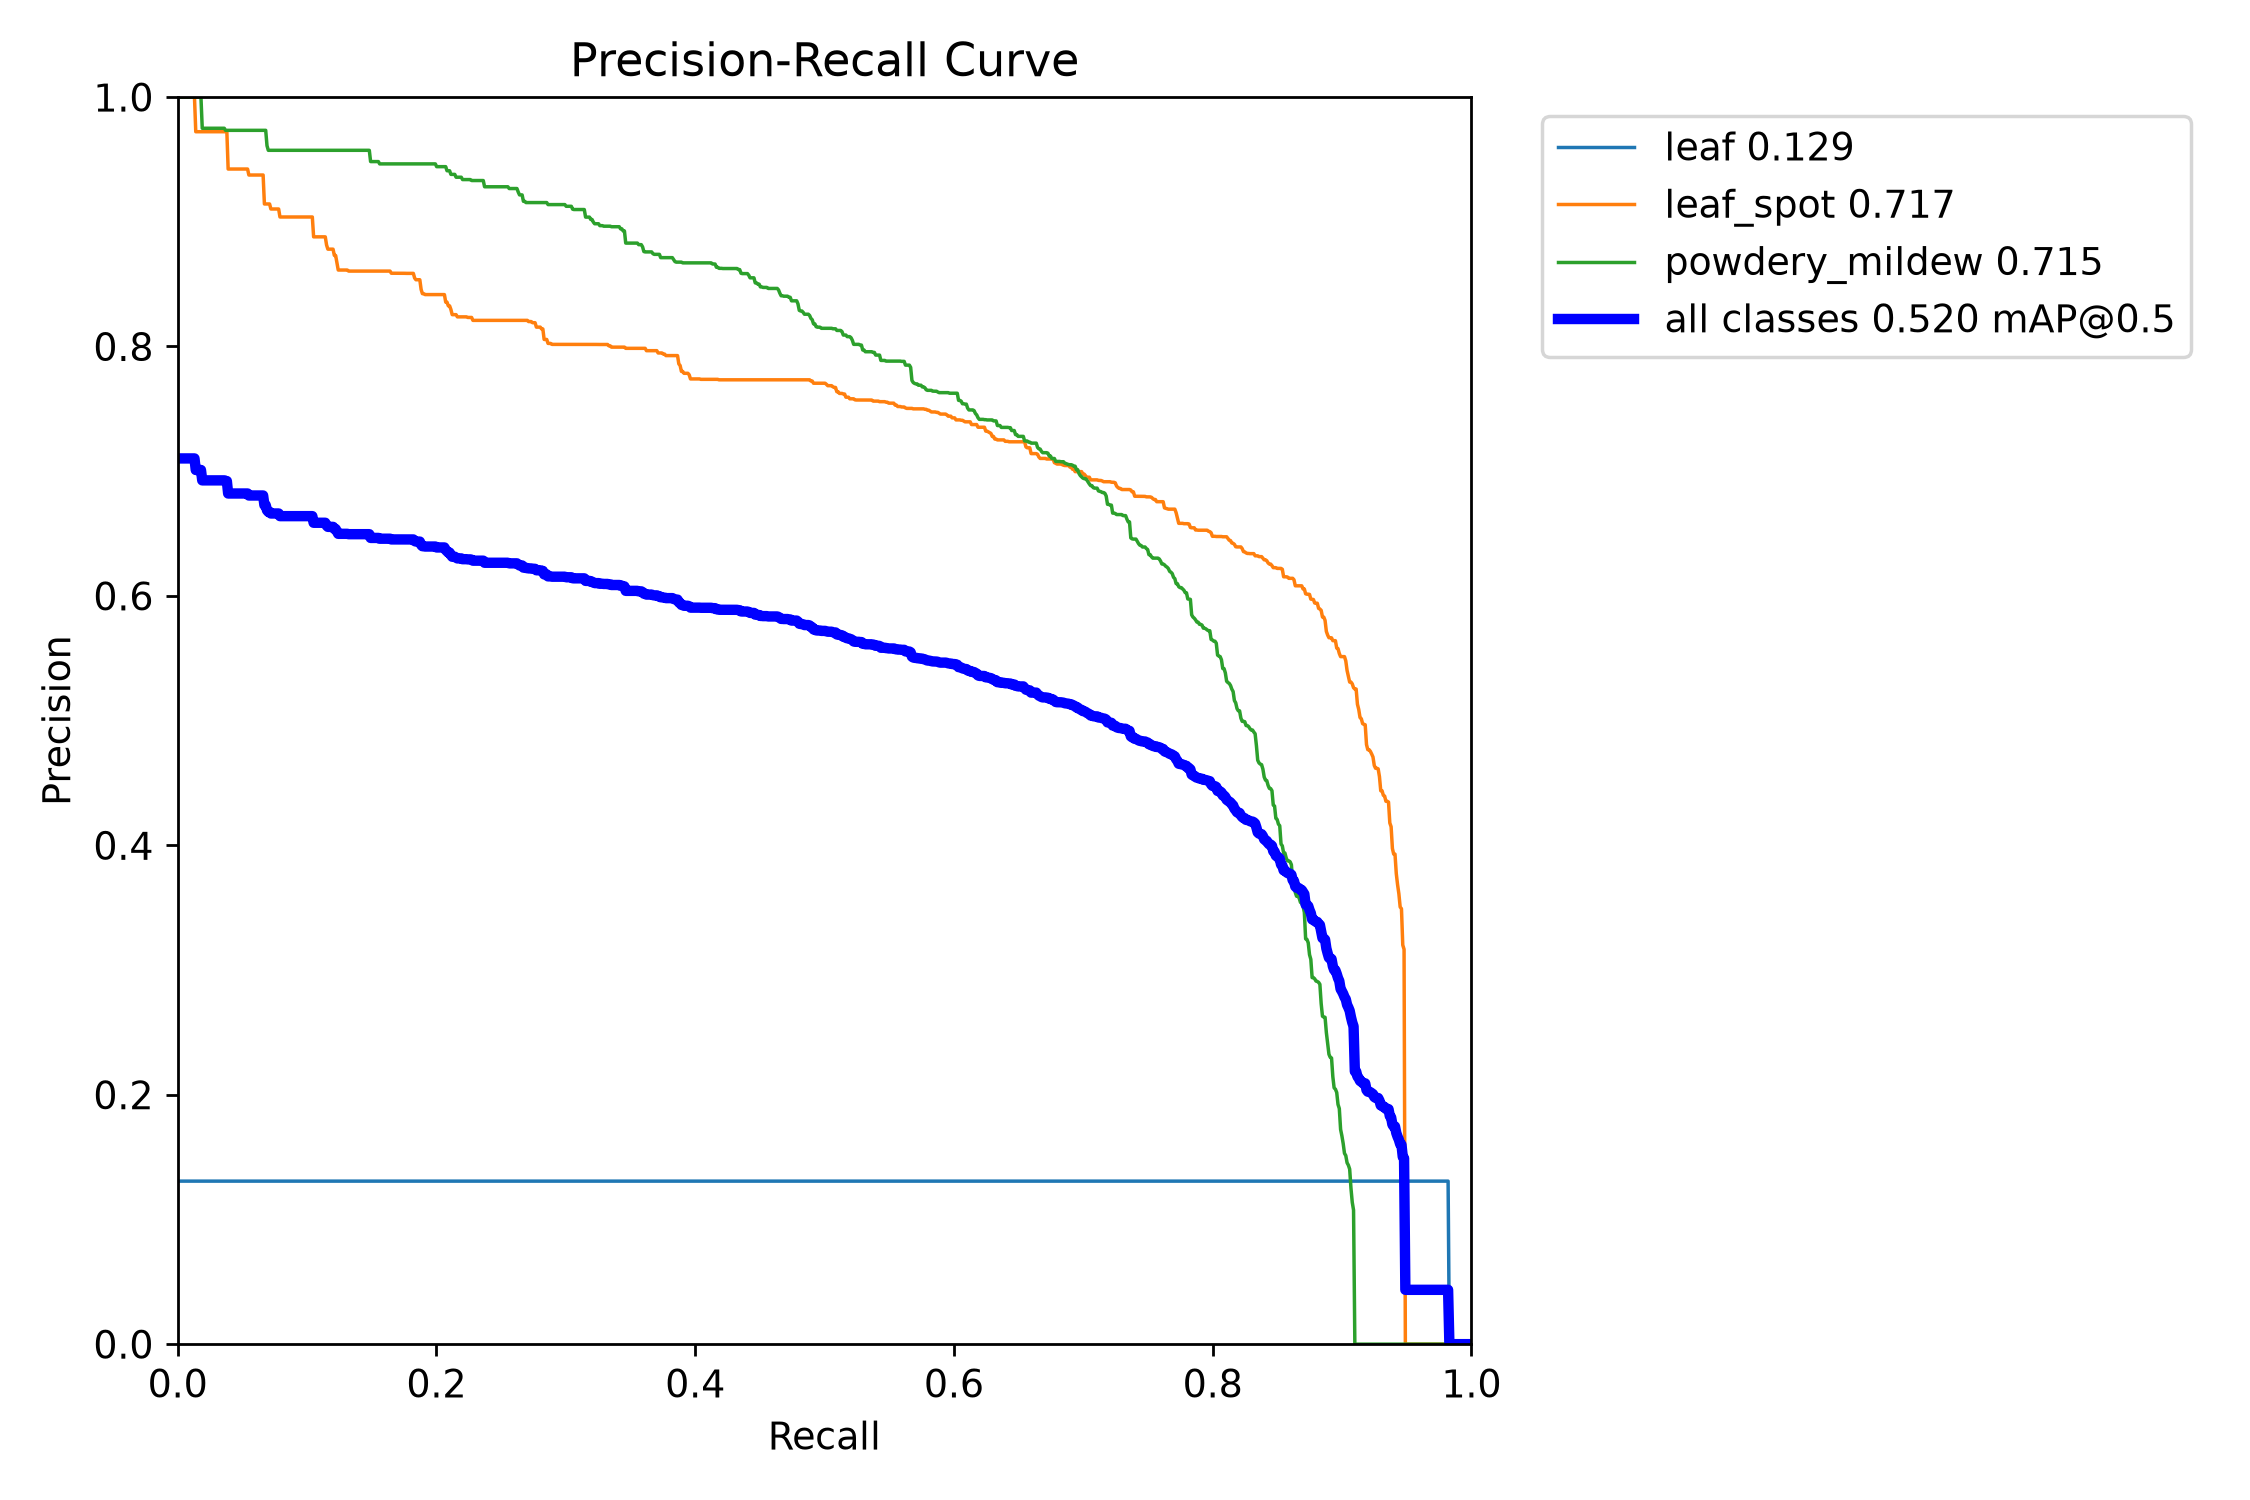 Precision-Recall Curve
1.0
0.8
0.6
0.4
0.2
0.0
Precision
0.0 0.2 0.4 0.6 0.8 1.0
Recall
leaf 0.129
leaf_spot 0.717
powdery_mildew 0.715
all classes 0.520 mAP@0.5